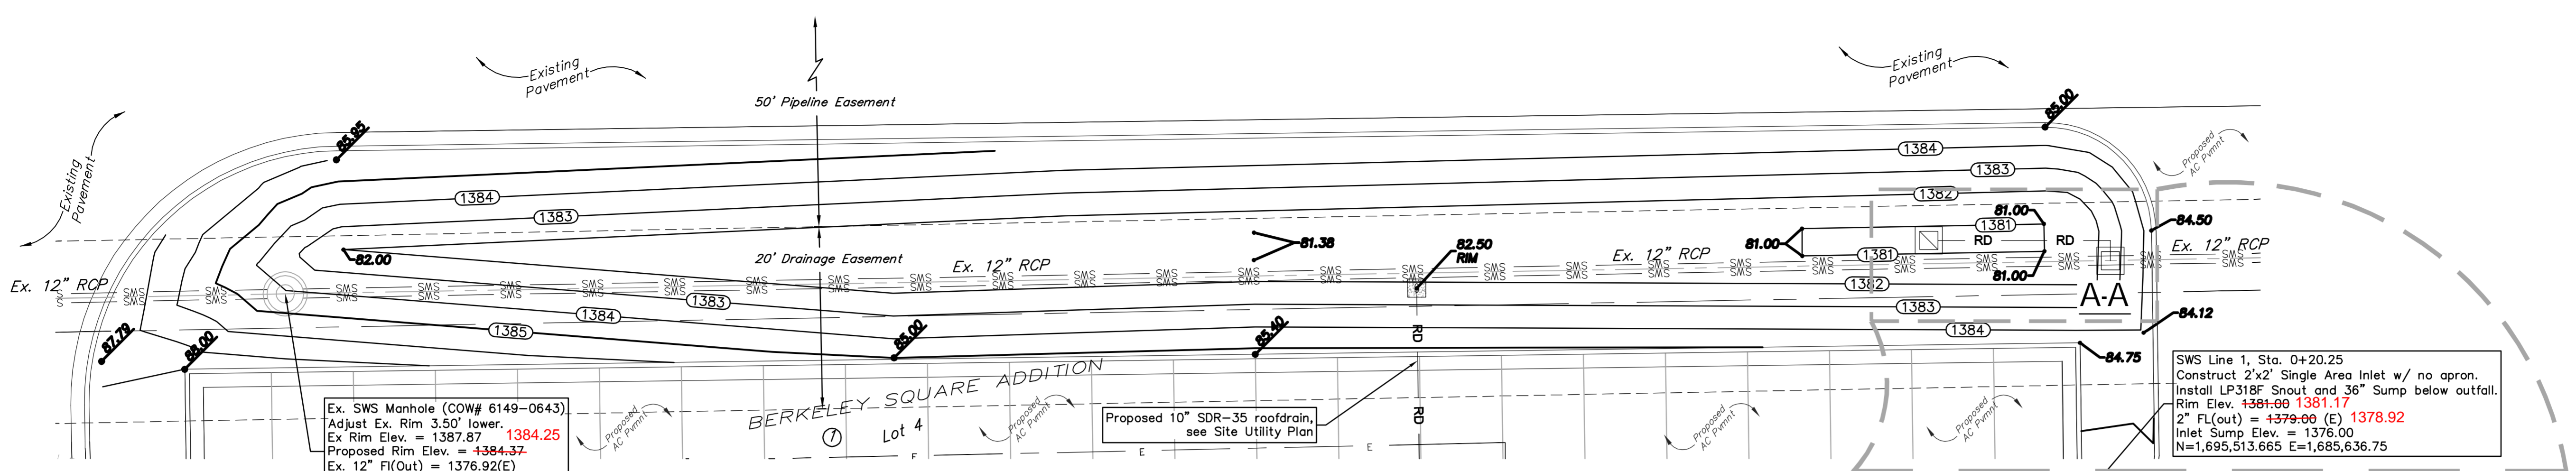 Existing
Pavement
Existing
Pavement
Existing
Pavement
50' Pipeline Easement
85.95
85.00
Proposed
AC Pvmnt
1384
1383
1382
1384
1383
81.00
1381
84.50
81.38
82.50
RIM
81.00
RD
RD
Ex. 12" RCP
82.00
20' Drainage Easement
Ex. 12" RCP
Ex. 12" RCP
1381
81.00
Ex. 12" RCP
SMS
1383
1382
A-A
1384
1383
84.12
1385
1384
87.79
88.00
85.00
85.40
RD
84.75
BERKELEY SQUARE ADDITION
1
Lot 4
Proposed
AC Pvmnt
Proposed
AC Pvmnt
Proposed
AC Pvmnt
Proposed
AC Pvmnt
RD
E
E
Ex. SWS Manhole (COW# 6149-0643)
Adjust Ex. Rim 3.50' lower.
Ex Rim Elev. = 1387.87
1384.25
Proposed Rim Elev. = 1384.37
Ex. 12" Fl(Out) = 1376.92(E)
Proposed 10" SDR-35 roofdrain,
see Site Utility Plan
SWS Line 1, Sta. 0+20.25
Construct 2'x2' Single Area Inlet w/ no apron.
Install LP318F Snout and 36" Sump below outfall.
Rim Elev. 1381.00 1381.17
2" FL(out) = 1379.00 (E) 1378.92
Inlet Sump Elev. = 1376.00
N=1,695,513.665 E=1,685,636.75